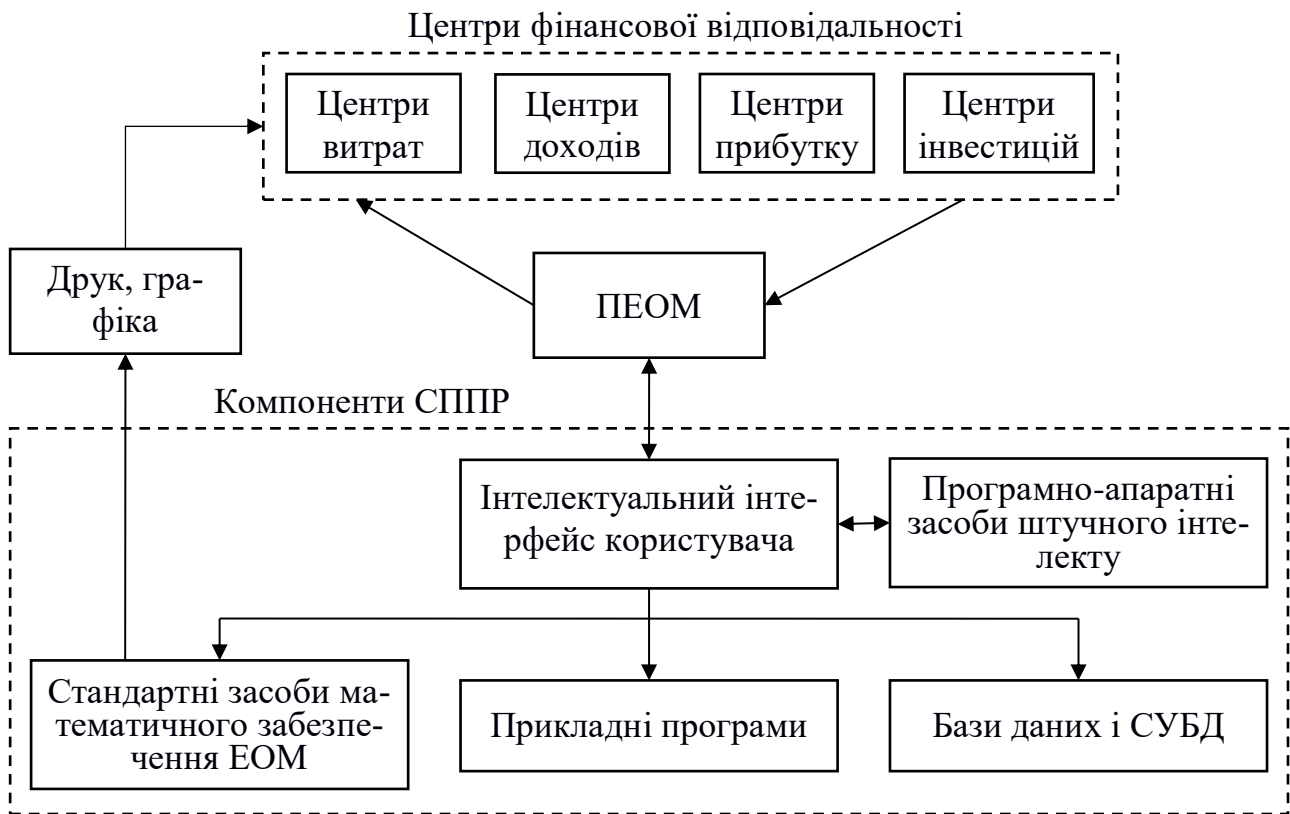 Центри фінансової відповідальності
Центри
витрат
Центри
доходів
Центри
прибутку
Центри
інвестицій
Друк, гра-
фіка
ПЕОМ
Компоненти СППР
Інтелектуальний інте-
рфейс користувача
Програмно-апаратні
засоби штучного інте-
лекту
Стандартні засоби ма-
тематичного забезпе-
чення ЕОМ
Прикладні програми
Бази даних і СУБД